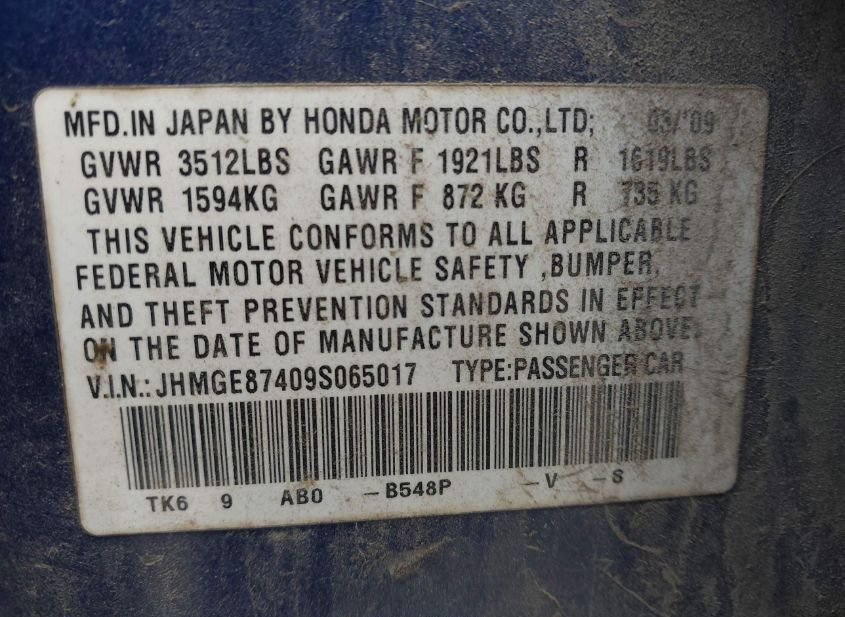 MFD.IN JAPAN BY HONDA MOTOR CO.,LTD; 03/'09
GVWR 3512LBS GAWR F 1921LBS R 1619LBS
GVWR 1594KG GAWR F 872 KG R 735 KG
THIS VEHICLE CONFORMS TO ALL APPLICABLE
FEDERAL MOTOR VEHICLE SAFETY ,BUMPER,
AND THEFT PREVENTION STANDARDS IN EFFECT
ON THE DATE OF MANUFACTURE SHOWN ABOVE.
V.I.N.:JHMGE87409S065017 TYPE:PASSENGER CAR
TK6 9 AB0 -B548P -V -S